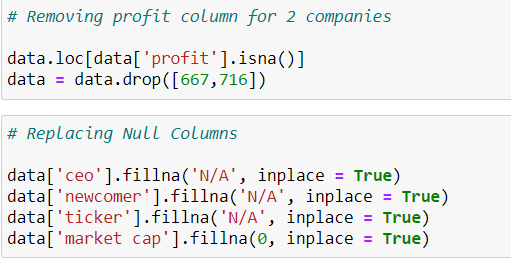 # Removing profit column for 2 companies
data.loc[data['profit'].isna()]
data = data.drop([667,716])
# Replacing Null Columns
data['ceo'].fillna('N/A', inplace = True)
data['newcomer'].fillna('N/A', inplace = True)
data['ticker'].fillna('N/A', inplace = True)
data['market cap'].fillna(0, inplace = True)